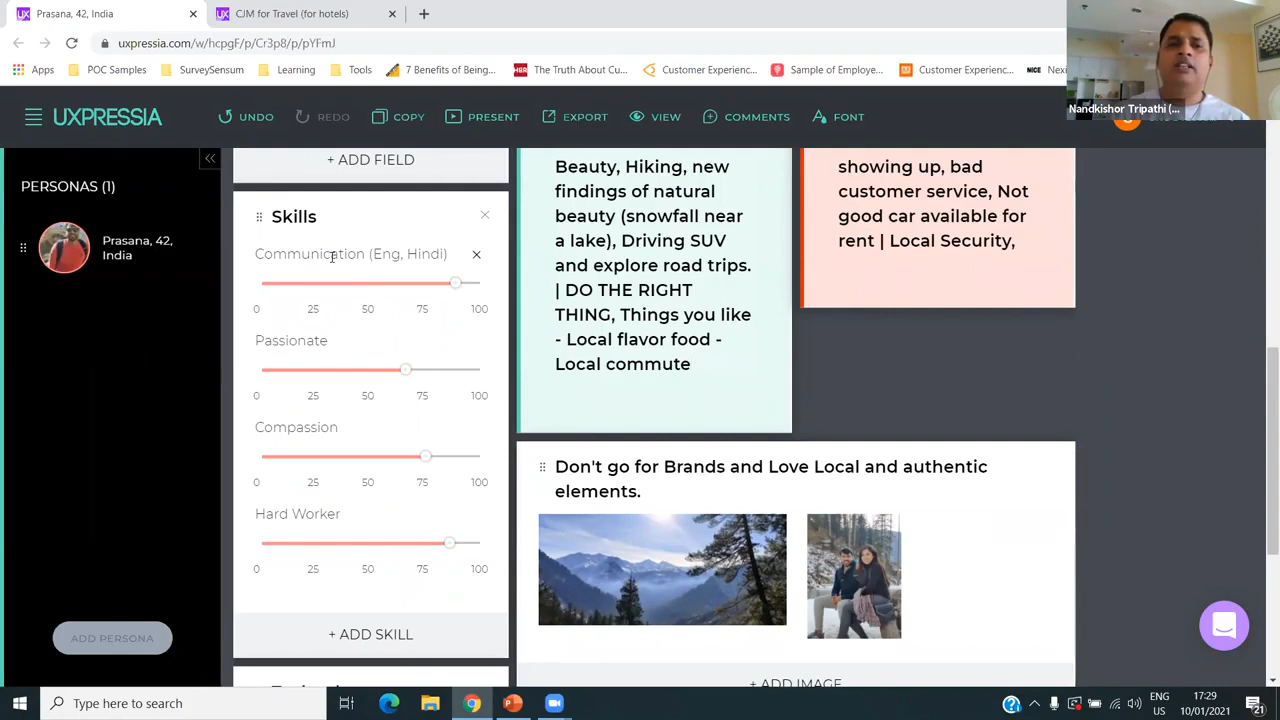 Prasana, 42, India
CJM for Travel (for hotels)
uxpressia.com/w/hcpgF/p/Cr3p8/p/pYFmJ
Apps
POC Samples
SurveySensum
Learning
Tools
7 Benefits of Being...
HBR
The Truth About Cu...
Customer Experienc...
Sample of Employe...
Customer Experienc...
NICE
Nexi
Nandkishor Tripathi (...
UXPRESSIA
UNDO
REDO
COPY
PRESENT
EXPORT
VIEW
COMMENTS
FONT
PERSONAS (1)
Prasana, 42,
India
ADD PERSONA
+ ADD FIELD
Skills
Communication (Eng, Hindi)
0 25 50 75 100
Passionate
0 25 50 75 100
Compassion
0 25 50 75 100
Hard Worker
0 25 50 75 100
+ ADD SKILL
Beauty, Hiking, new
findings of natural
beauty (snowfall near
a lake), Driving SUV
and explore road trips.
| DO THE RIGHT
THING, Things you like
- Local flavor food -
Local commute
showing up, bad
customer service, Not
good car available for
rent | Local Security,
Don't go for Brands and Love Local and authentic
elements.
+ ADD IMAGE
Type here to search
ENG
US
17:29
10/01/2021
21